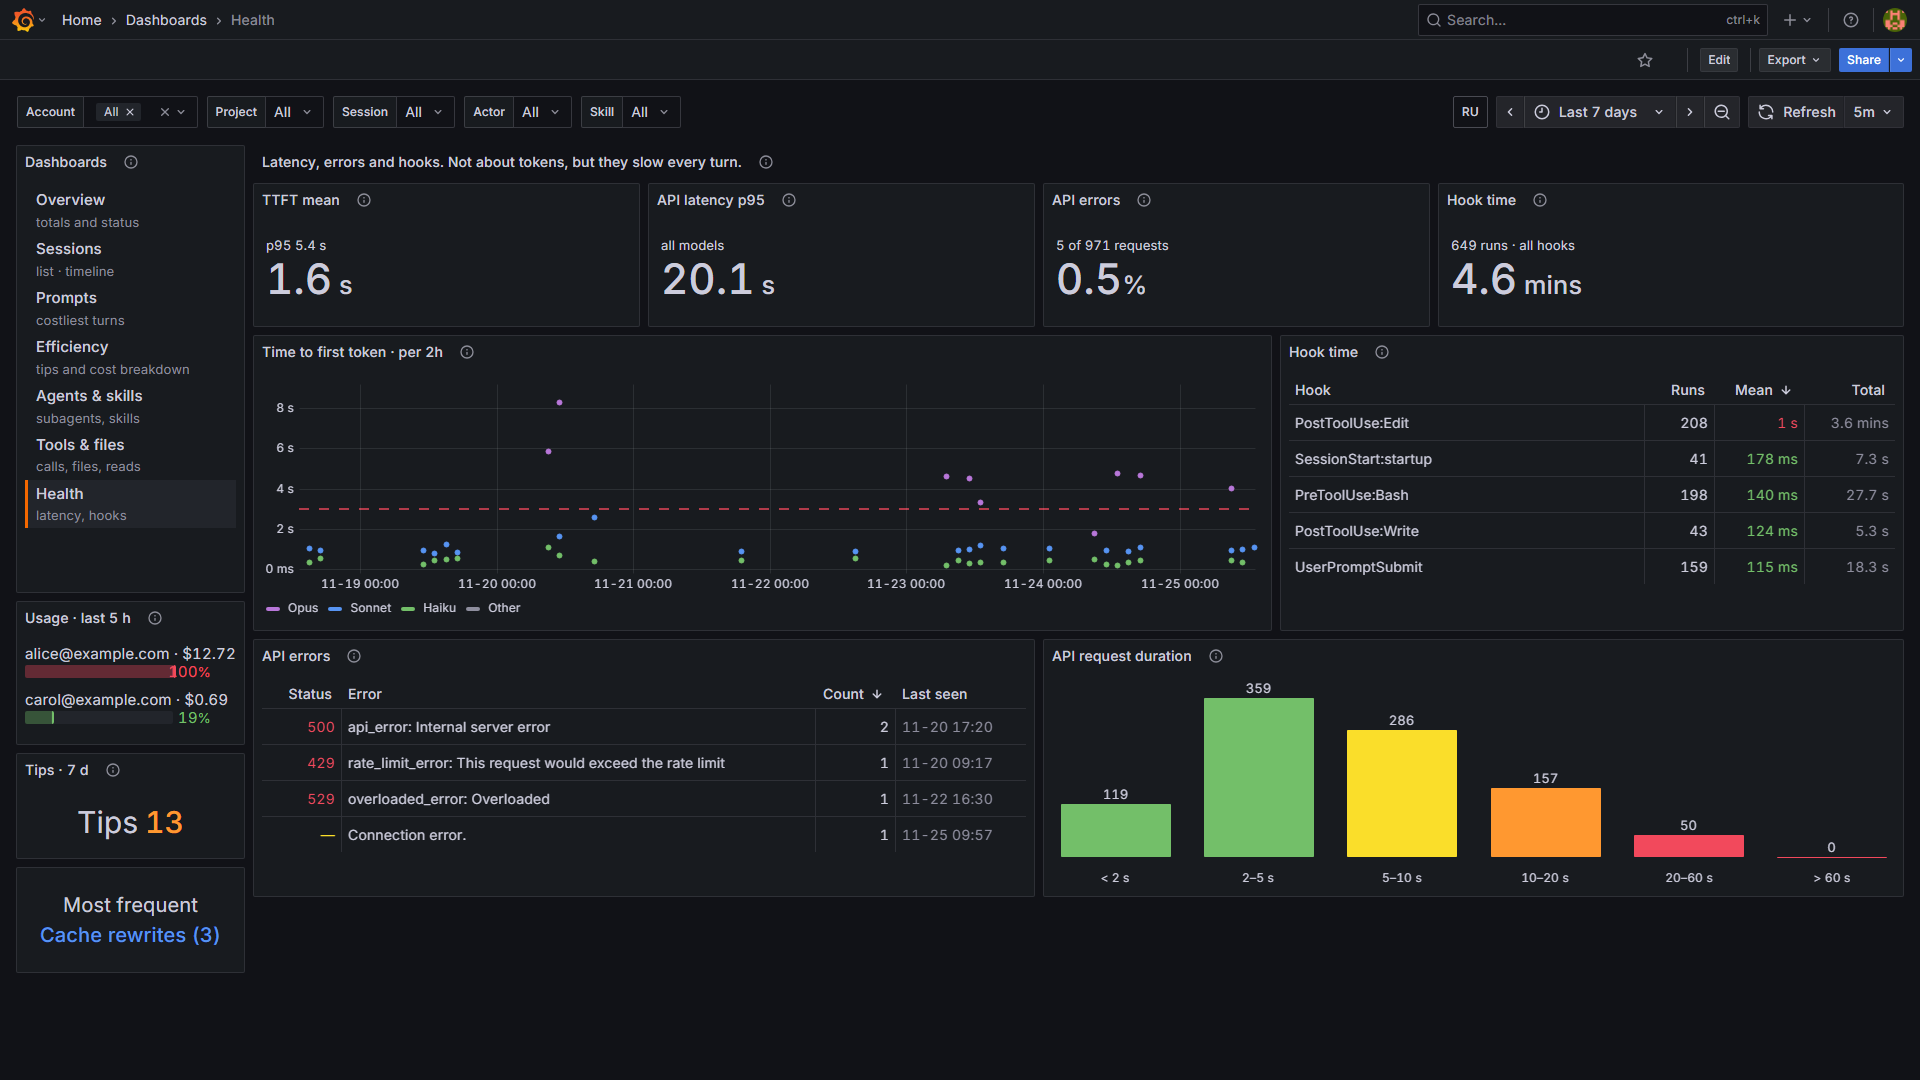 Home › Dashboards › Health
Search... ctrl+k
Edit Export Share
Account All Project All Session All Actor All Skill All
RU Last 7 days Refresh 5m
Dashboards
Overview
totals and status
Sessions
list · timeline
Prompts
costliest turns
Efficiency
tips and cost breakdown
Agents & skills
subagents, skills
Tools & files
calls, files, reads
Health
latency, hooks
Usage · last 5 h
alice@example.com · $12.72
100%
carol@example.com · $0.69
19%
Tips · 7 d
Tips 13
Most frequent
Cache rewrites (3)
Latency, errors and hooks. Not about tokens, but they slow every turn.
TTFT mean
p95 5.4 s
1.6 s
API latency p95
all models
20.1 s
API errors
5 of 971 requests
0.5%
Hook time
649 runs · all hooks
4.6 mins
Time to first token · per 2h
8 s
6 s
4 s
2 s
0 ms
11-19 00:00 11-20 00:00 11-21 00:00 11-22 00:00 11-23 00:00 11-24 00:00 11-25 00:00
Opus Sonnet Haiku Other
Hook time
Hook Runs Mean Total
PostToolUse:Edit 208 1 s 3.6 mins
SessionStart:startup 41 178 ms 7.3 s
PreToolUse:Bash 198 140 ms 27.7 s
PostToolUse:Write 43 124 ms 5.3 s
UserPromptSubmit 159 115 ms 18.3 s
API errors
Status Error Count Last seen
500 api_error: Internal server error 2 11-20 17:20
429 rate_limit_error: This request would exceed the rate limit 1 11-20 09:17
529 overloaded_error: Overloaded 1 11-22 16:30
— Connection error. 1 11-25 09:57
API request duration
119 359 286 157 50 0
< 2 s 2–5 s 5–10 s 10–20 s 20–60 s > 60 s